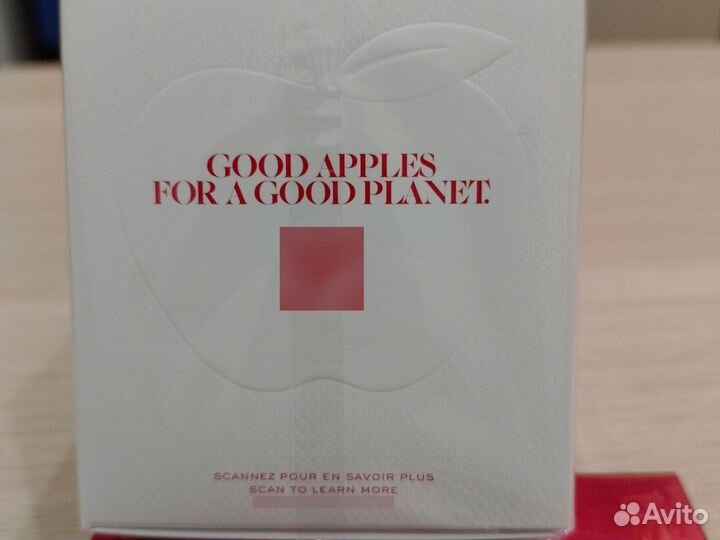 GOOD APPLES
FOR A GOOD PLANET.
SCANNEZ POUR EN SAVOIR PLUS
SCAN TO LEARN MORE
Avito